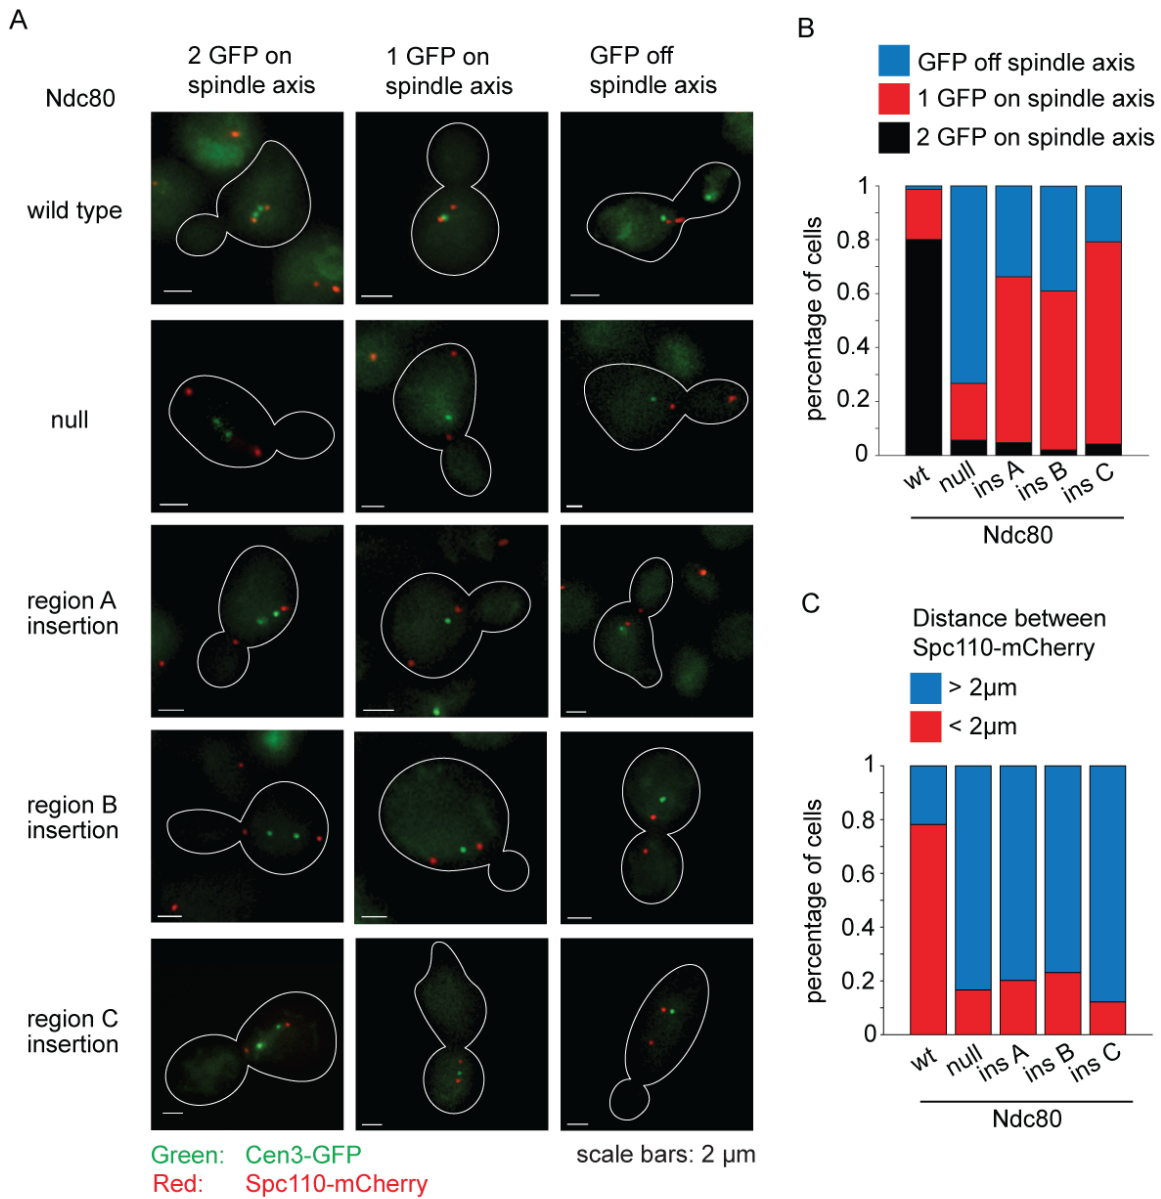 A
2 GFP on
spindle axis
1 GFP on
spindle axis
GFP off
spindle axis
Ndc80
wild type
null
region A
insertion
region B
insertion
region C
insertion
Green: Cen3-GFP
Red: Spc110-mCherry
scale bars: 2 µm
B
GFP off spindle axis
1 GFP on spindle axis
2 GFP on spindle axis
percentage of cells
1
0.8
0.6
0.4
0.2
0
wt
null
ins A
ins B
ins C
Ndc80
C
Distance between
Spc110-mCherry
> 2µm
< 2µm
percentage of cells
1
0.8
0.6
0.4
0.2
0
wt
null
ins A
ins B
ins C
Ndc80